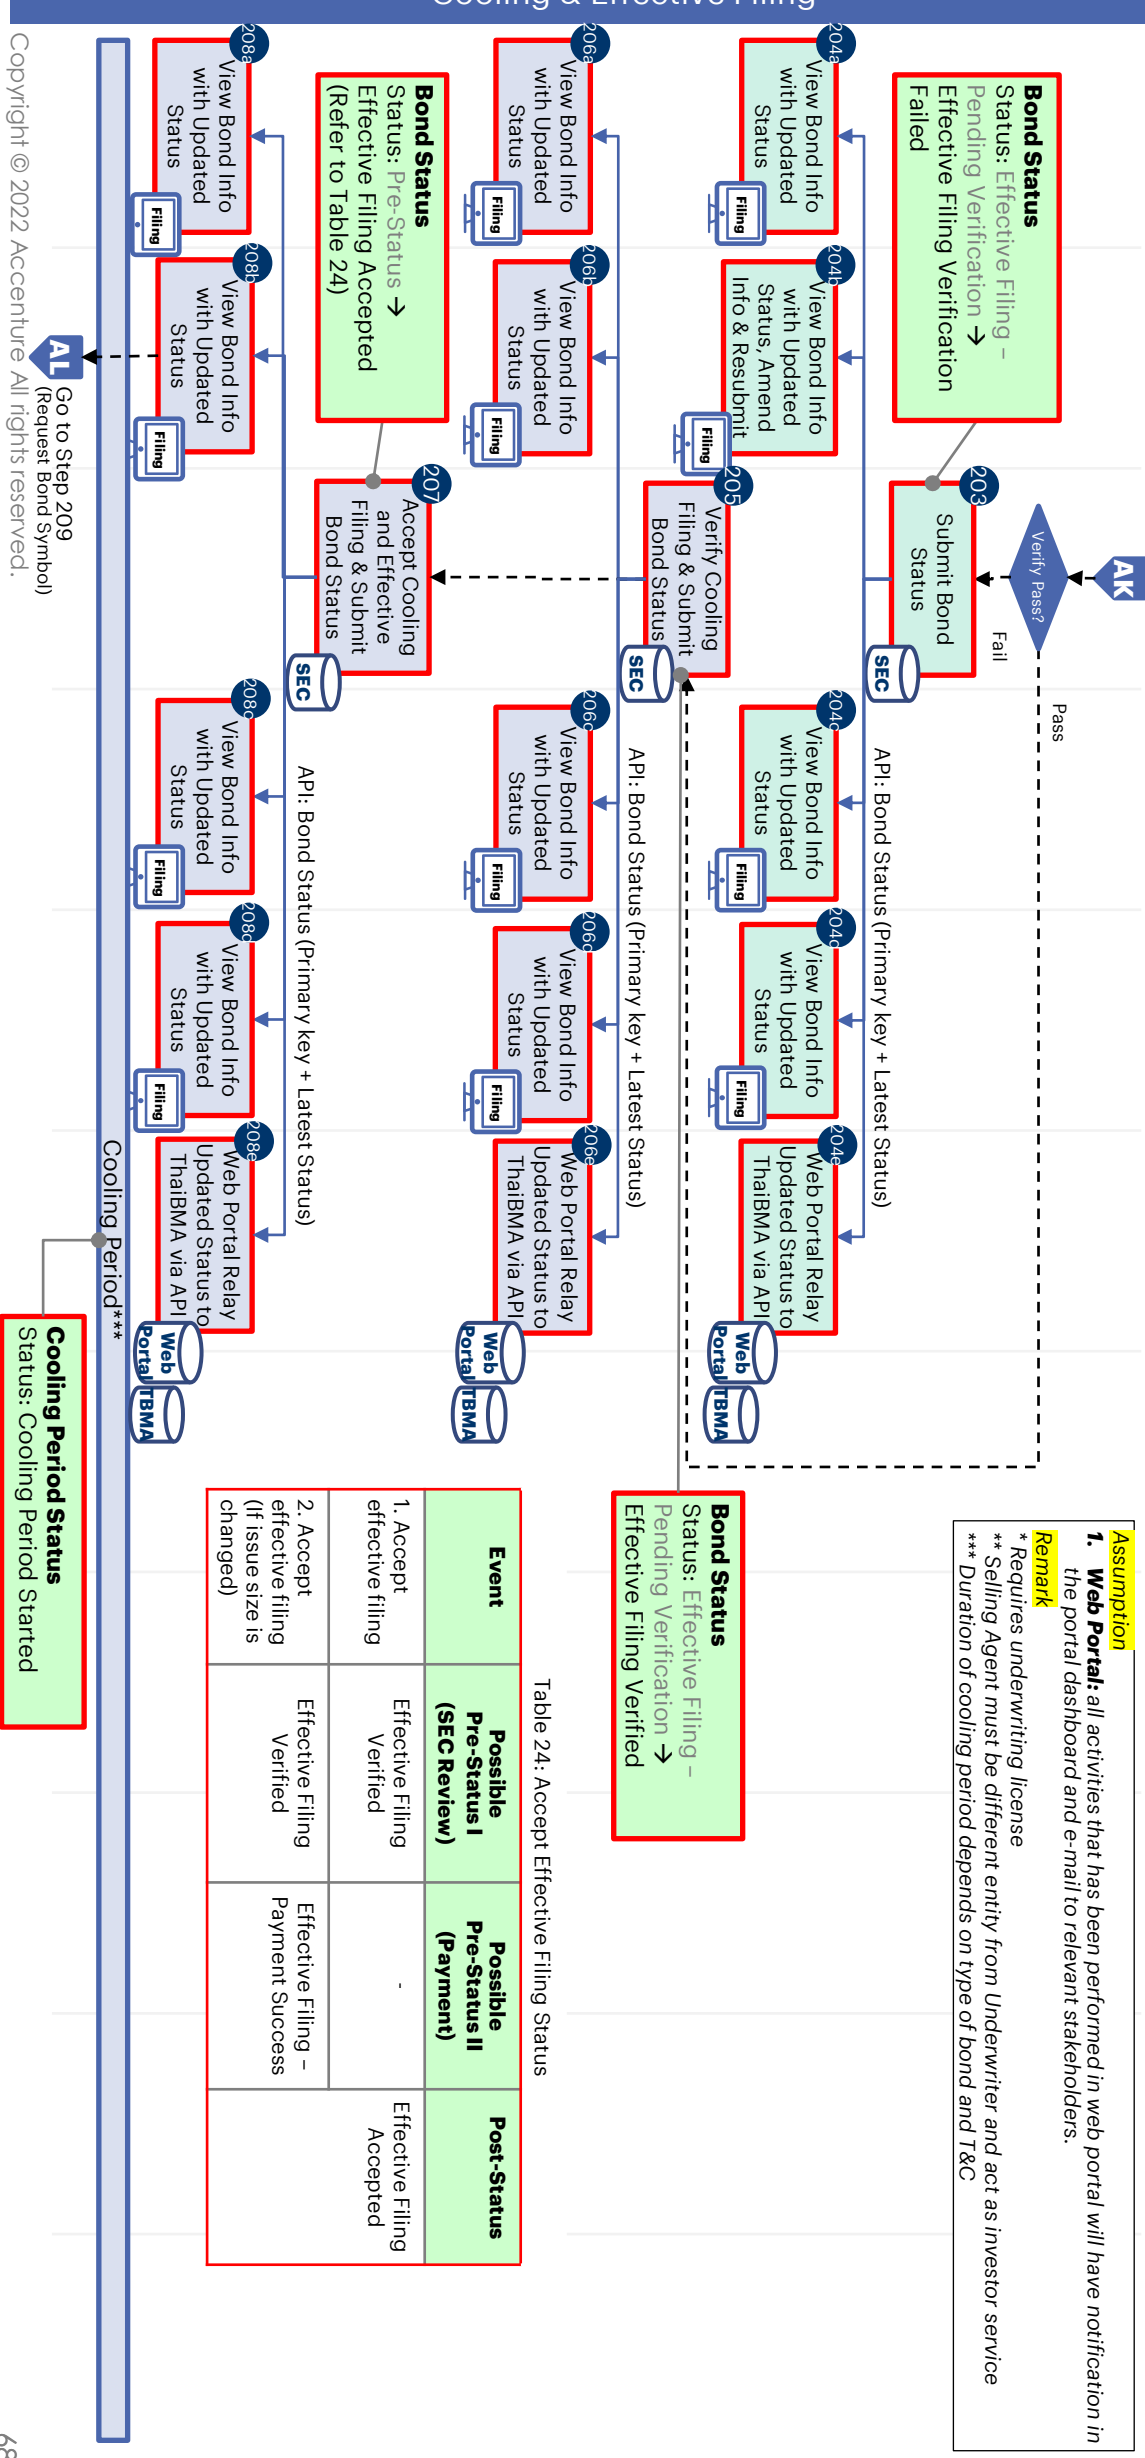 Cooling & Effective Filing
AK
Verify Pass?
Pass
Fail
Bond Status
Status: Effective Filing –
Pending Verification →
Effective Filing Verification
Failed
203
Submit Bond
Status
SEC
API: Bond Status (Primary key + Latest Status)
204a
View Bond Info
with Updated
Status
Filing
204b
View Bond Info
with Updated
Status, Amend
Info & Resubmit
Filing
204c
View Bond Info
with Updated
Status
Filing
204d
View Bond Info
with Updated
Status
Filing
204e
Web Portal Relay
Updated Status to
ThaiBMA via API
Web
Portal
TBMA
205
Verify Cooling
Filing & Submit
Bond Status
SEC
Bond Status
Status: Effective Filing –
Pending Verification →
Effective Filing Verified
API: Bond Status (Primary key + Latest Status)
206a
View Bond Info
with Updated
Status
Filing
206b
View Bond Info
with Updated
Status
Filing
206c
View Bond Info
with Updated
Status
Filing
206d
View Bond Info
with Updated
Status
Filing
206e
Web Portal Relay
Updated Status to
ThaiBMA via API
Web
Portal
TBMA
Bond Status
Status: Pre-Status →
Effective Filing Accepted
(Refer to Table 24)
207
Accept Cooling
and Effective
Filing & Submit
Bond Status
SEC
API: Bond Status (Primary key + Latest Status)
208a
View Bond Info
with Updated
Status
Filing
208b
View Bond Info
with Updated
Status
Filing
208c
View Bond Info
with Updated
Status
Filing
208d
View Bond Info
with Updated
Status
Filing
208e
Web Portal Relay
Updated Status to
ThaiBMA via API
Web
Portal
TBMA
Assumption
1. Web Portal: all activities that has been performed in web portal will have notification in
the portal dashboard and e-mail to relevant stakeholders.
Remark
* Requires underwriting license
** Selling Agent must be different entity from Underwriter and act as investor service
*** Duration of cooling period depends on type of bond and T&C
Table 24: Accept Effective Filing Status
Event
Possible
Pre-Status I
(SEC Review)
Possible
Pre-Status II
(Payment)
Post-Status
1. Accept
effective filing
Effective Filing
Verified
-
Effective Filing
Accepted
2. Accept
effective filing
(If issue size is
changed)
Effective Filing
Verified
Effective Filing –
Payment Success
Cooling Period***
AL
Go to Step 209
(Request Bond Symbol)
Cooling Period Status
Status: Cooling Period Started
Copyright © 2022 Accenture. All rights reserved.
68